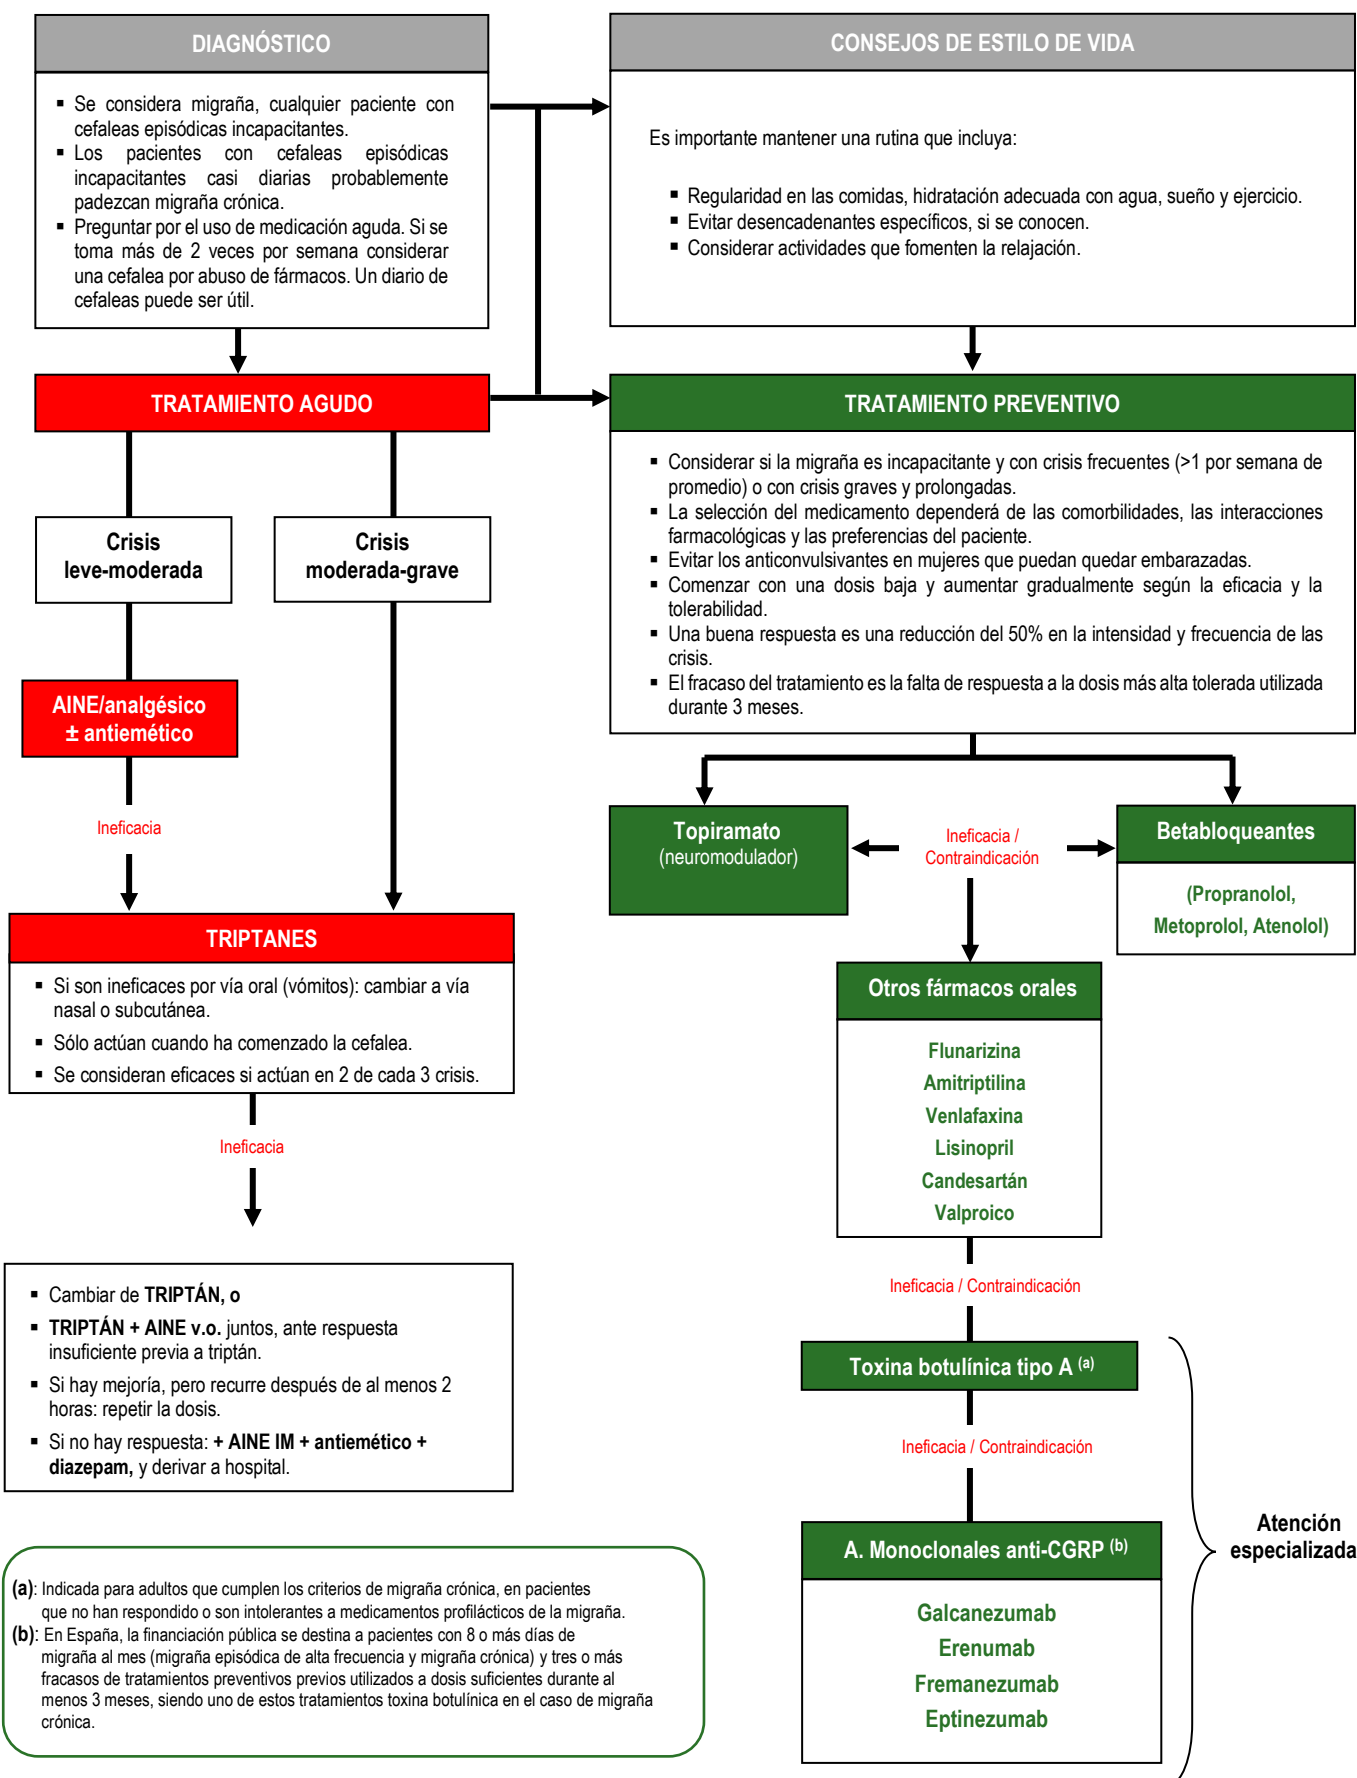 DIAGNÓSTICO
▪ Se considera migraña, cualquier paciente con
cefaleas episódicas incapacitantes.
▪ Los pacientes con cefaleas episódicas
incapacitantes casi diarias probablemente
padezcan migraña crónica.
▪ Preguntar por el uso de medicación aguda. Si se
toma más de 2 veces por semana considerar
una cefalea por abuso de fármacos. Un diario de
cefaleas puede ser útil.
CONSEJOS DE ESTILO DE VIDA
Es importante mantener una rutina que incluya:
▪ Regularidad en las comidas, hidratación adecuada con agua, sueño y ejercicio.
▪ Evitar desencadenantes específicos, si se conocen.
▪ Considerar actividades que fomenten la relajación.
TRATAMIENTO AGUDO
Crisis
leve-moderada
Crisis
moderada-grave
AINE/analgésico
± antiemético
Ineficacia
TRIPTANES
▪ Si son ineficaces por vía oral (vómitos): cambiar a vía
nasal o subcutánea.
▪ Sólo actúan cuando ha comenzado la cefalea.
▪ Se consideran eficaces si actúan en 2 de cada 3 crisis.
Ineficacia
▪ Cambiar de TRIPTÁN, o
▪ TRIPTÁN + AINE v.o. juntos, ante respuesta
insuficiente previa a triptán.
▪ Si hay mejoría, pero recurre después de al menos 2
horas: repetir la dosis.
▪ Si no hay respuesta: + AINE IM + antiemético +
diazepam, y derivar a hospital.
TRATAMIENTO PREVENTIVO
▪ Considerar si la migraña es incapacitante y con crisis frecuentes (>1 por semana de
promedio) o con crisis graves y prolongadas.
▪ La selección del medicamento dependerá de las comorbilidades, las interacciones
farmacológicas y las preferencias del paciente.
▪ Evitar los anticonvulsivantes en mujeres que puedan quedar embarazadas.
▪ Comenzar con una dosis baja y aumentar gradualmente según la eficacia y la
tolerabilidad.
▪ Una buena respuesta es una reducción del 50% en la intensidad y frecuencia de las
crisis.
▪ El fracaso del tratamiento es la falta de respuesta a la dosis más alta tolerada utilizada
durante 3 meses.
Topiramato
(neuromodulador)
Ineficacia /
Contraindicación
Betabloqueantes
(Propranolol,
Metoprolol, Atenolol)
Otros fármacos orales
Flunarizina
Amitriptilina
Venlafaxina
Lisinopril
Candesartán
Valproico
Ineficacia / Contraindicación
Toxina botulínica tipo A (a)
Ineficacia / Contraindicación
A. Monoclonales anti-CGRP (b)
Galcanezumab
Erenumab
Fremanezumab
Eptinezumab
Atención
especializada
(a): Indicada para adultos que cumplen los criterios de migraña crónica, en pacientes
que no han respondido o son intolerantes a medicamentos profilácticos de la migraña.
(b): En España, la financiación pública se destina a pacientes con 8 o más días de
migraña al mes (migraña episódica de alta frecuencia y migraña crónica) y tres o más
fracasos de tratamientos preventivos previos utilizados a dosis suficientes durante al
menos 3 meses, siendo uno de estos tratamientos toxina botulínica en el caso de migraña
crónica.